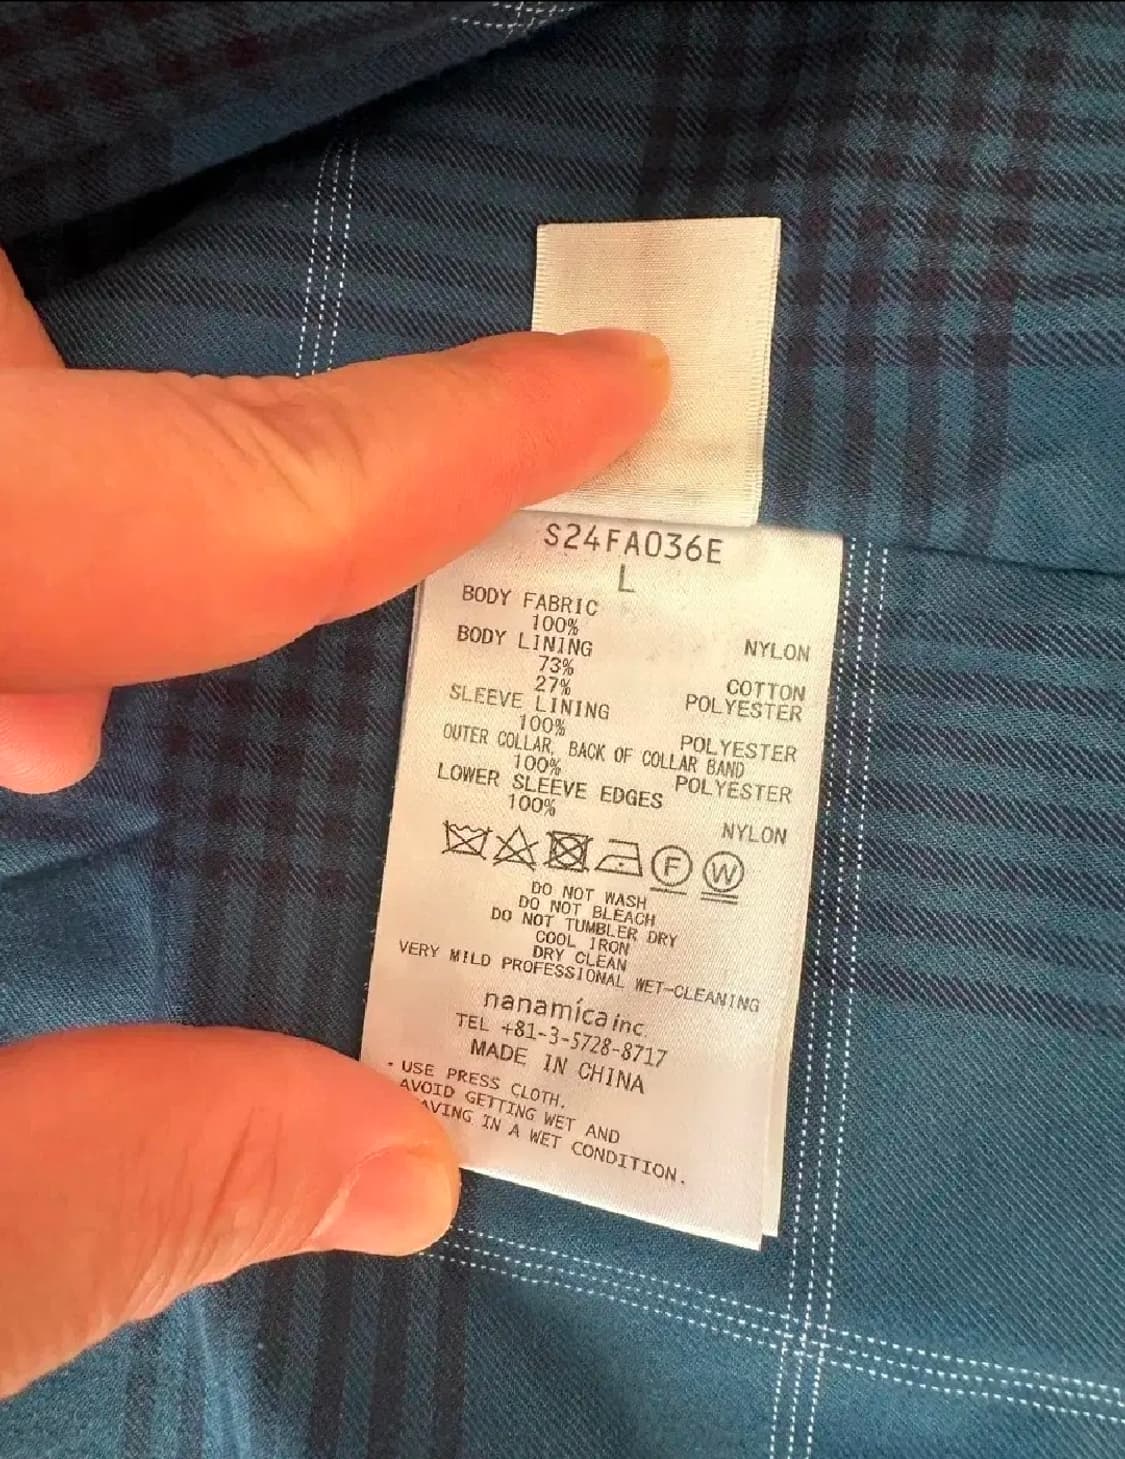 S24FA036E
L
BODY FABRIC
100% NYLON
BODY LINING
73% COTTON
27% POLYESTER
SLEEVE LINING
100% POLYESTER
OUTER COLLAR, BACK OF COLLAR BAND
100% POLYESTER
LOWER SLEEVE EDGES
100% NYLON
F W
DO NOT WASH
DO NOT BLEACH
DO NOT TUMBLER DRY
COOL IRON
DRY CLEAN
VERY MILD PROFESSIONAL WET-CLEANING
nanamica inc.
TEL +81-3-5728-8717
MADE IN CHINA
· USE PRESS CLOTH.
AVOID GETTING WET AND
IN A WET CONDITION.